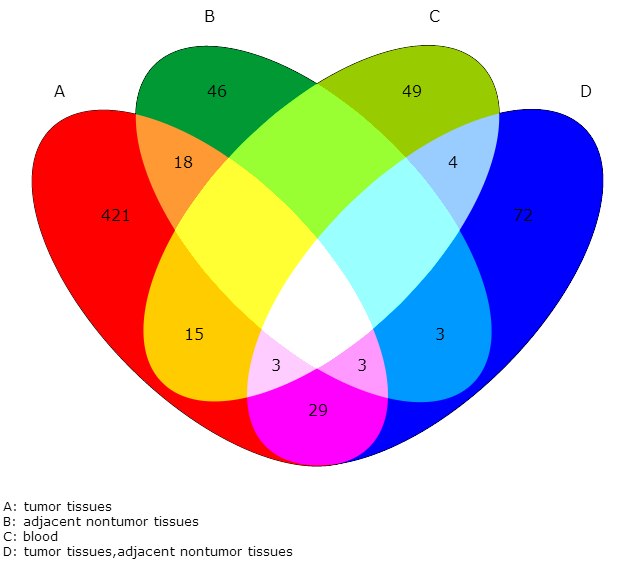 B
C
A
D
46
49
18
4
421
72
15
3
3
3
29
A: tumor tissues
B: adjacent nontumor tissues
C: blood
D: tumor tissues,adjacent nontumor tissues